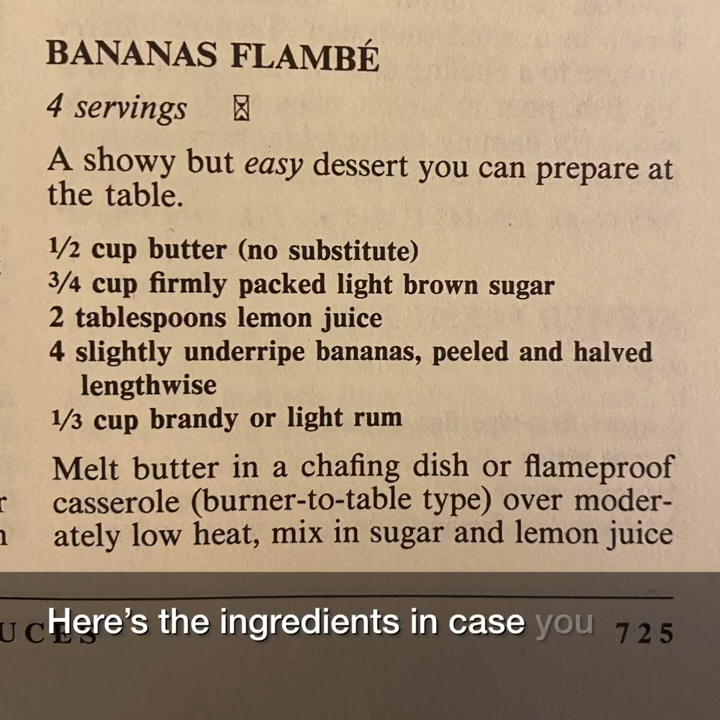 BANANAS FLAMBÉ
4 servings
A showy but easy dessert you can prepare at
the table.
1/2 cup butter (no substitute)
3/4 cup firmly packed light brown sugar
2 tablespoons lemon juice
4 slightly underripe bananas, peeled and halved
lengthwise
1/3 cup brandy or light rum
Melt butter in a chafing dish or flameproof
casserole (burner-to-table type) over moder-
ately low heat, mix in sugar and lemon juice
Here's the ingredients in case you
UCES 725